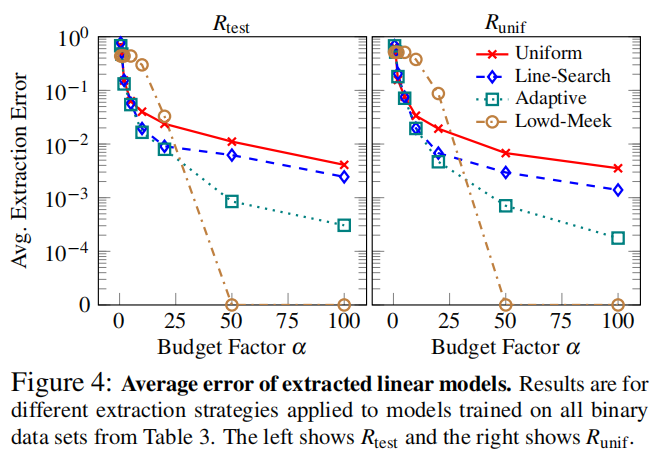 R_test
R_unif
Avg. Extraction Error
10^0
10^−1
10^−2
10^−3
10^−4
0
Uniform
Line-Search
Adaptive
Lowd-Meek
0 25 50 75 100
0 25 50 75 100
Budget Factor α
Budget Factor α
Figure 4: Average error of extracted linear models. Results are for
different extraction strategies applied to models trained on all binary
data sets from Table 3. The left shows R_test and the right shows R_unif.